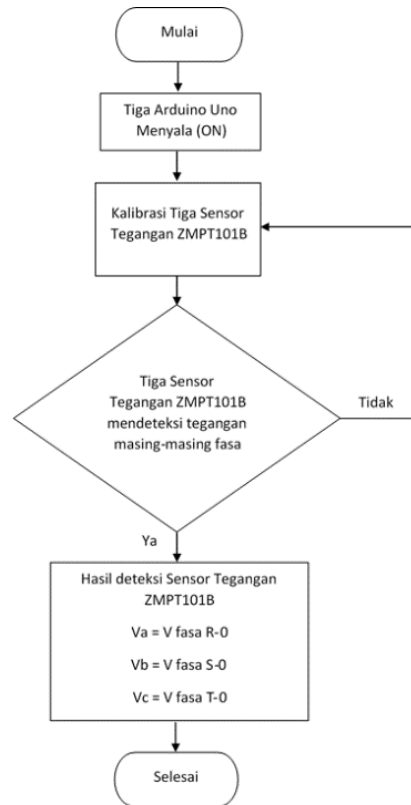 Mulai
Tiga Arduino Uno
Menyala (ON)
Kalibrasi Tiga Sensor
Tegangan ZMPT101B
Tiga Sensor
Tegangan ZMPT101B
mendeteksi tegangan
masing-masing fasa
Tidak
Ya
Hasil deteksi Sensor Tegangan
ZMPT101B
Va = V fasa R-0
Vb = V fasa S-0
Vc = V fasa T-0
Selesai